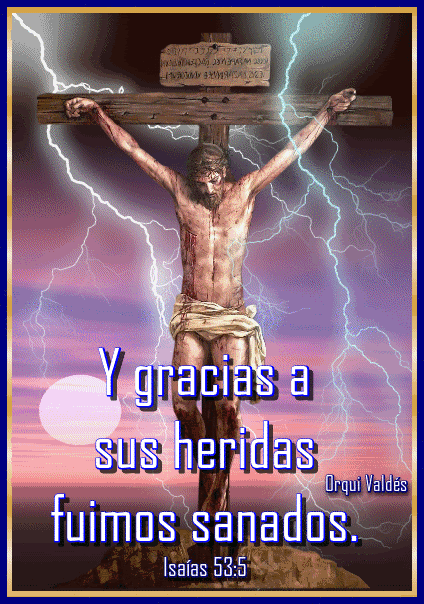 Y gracias a
sus heridas
Orqui Valdés
fuimos sanados.
Isaías 53:5